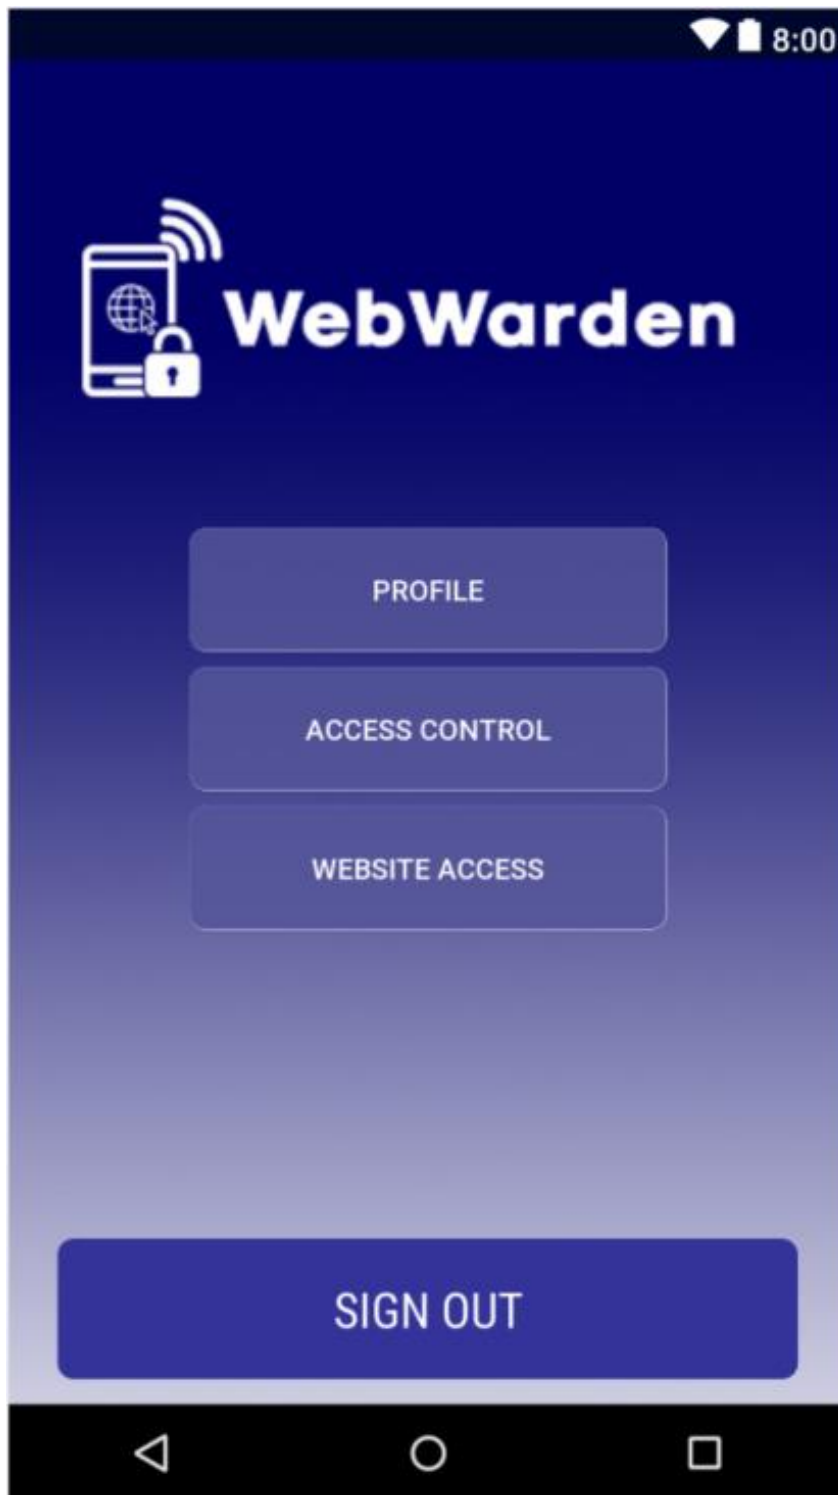 8:00
WebWarden
PROFILE
ACCESS CONTROL
WEBSITE ACCESS
SIGN OUT